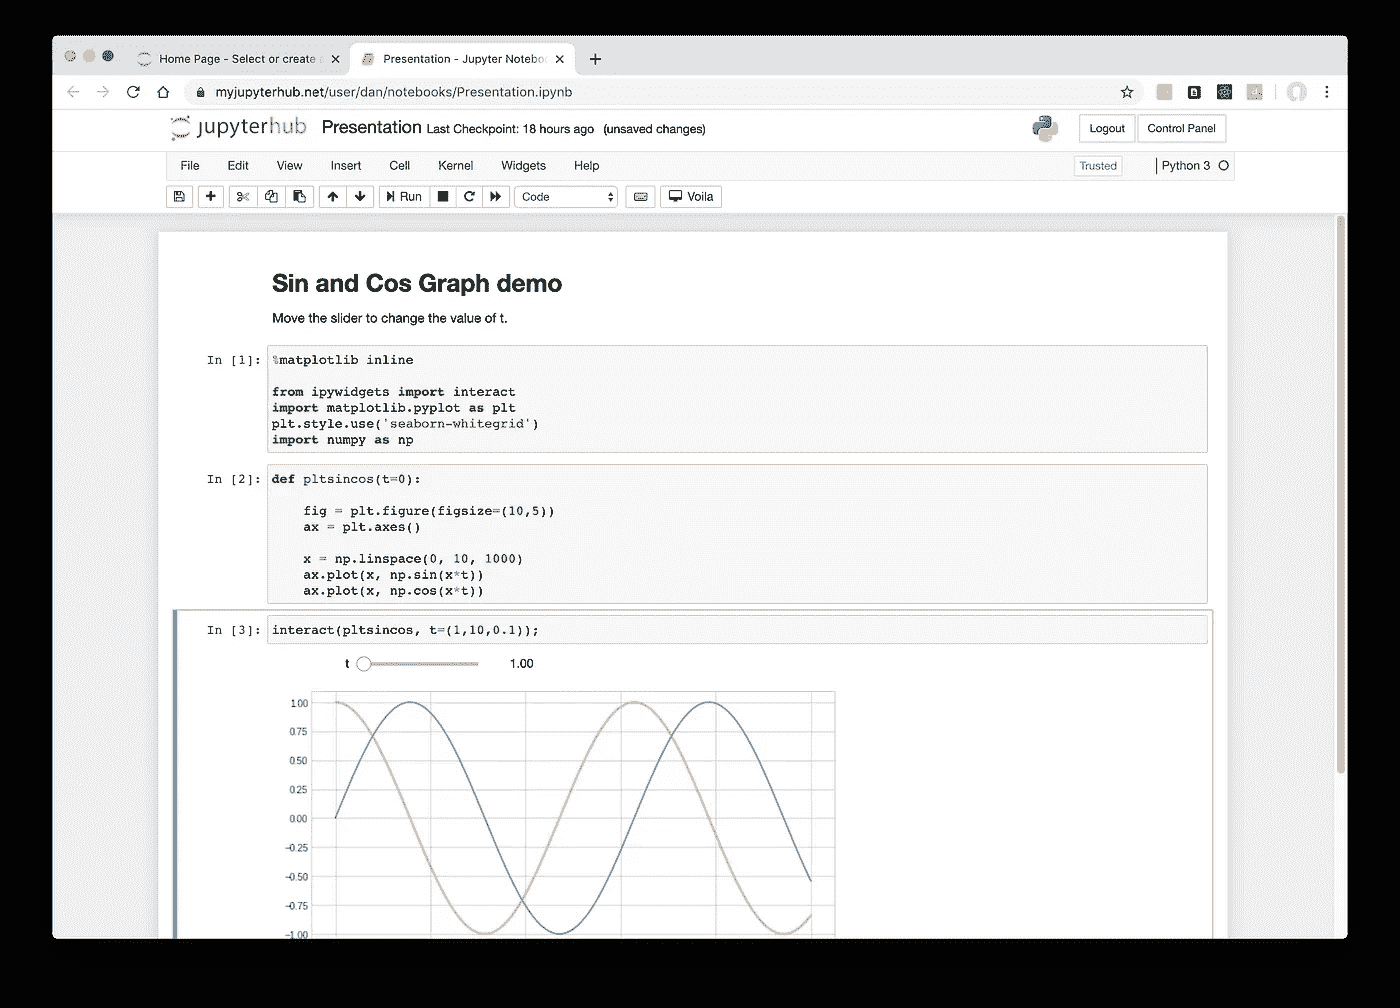 Home Page - Select or create a
Presentation - Jupyter Notebo
myjupyterhub.net/user/dan/notebooks/Presentation.ipynb
jupyterhub Presentation Last Checkpoint: 18 hours ago (unsaved changes) Logout Control Panel
File Edit View Insert Cell Kernel Widgets Help Trusted Python 3
Run Code Voila
Sin and Cos Graph demo
Move the slider to change the value of t.
In [1]: %matplotlib inline
from ipywidgets import interact
import matplotlib.pyplot as plt
plt.style.use('seaborn-whitegrid')
import numpy as np
In [2]: def pltsincos(t=0):
fig = plt.figure(figsize=(10,5))
ax = plt.axes()
x = np.linspace(0, 10, 1000)
ax.plot(x, np.sin(x*t))
ax.plot(x, np.cos(x*t))
In [3]: interact(pltsincos, t=(1,10,0.1));
t 1.00
1.00
0.75
0.50
0.25
0.00
-0.25
-0.50
-0.75
-1.00